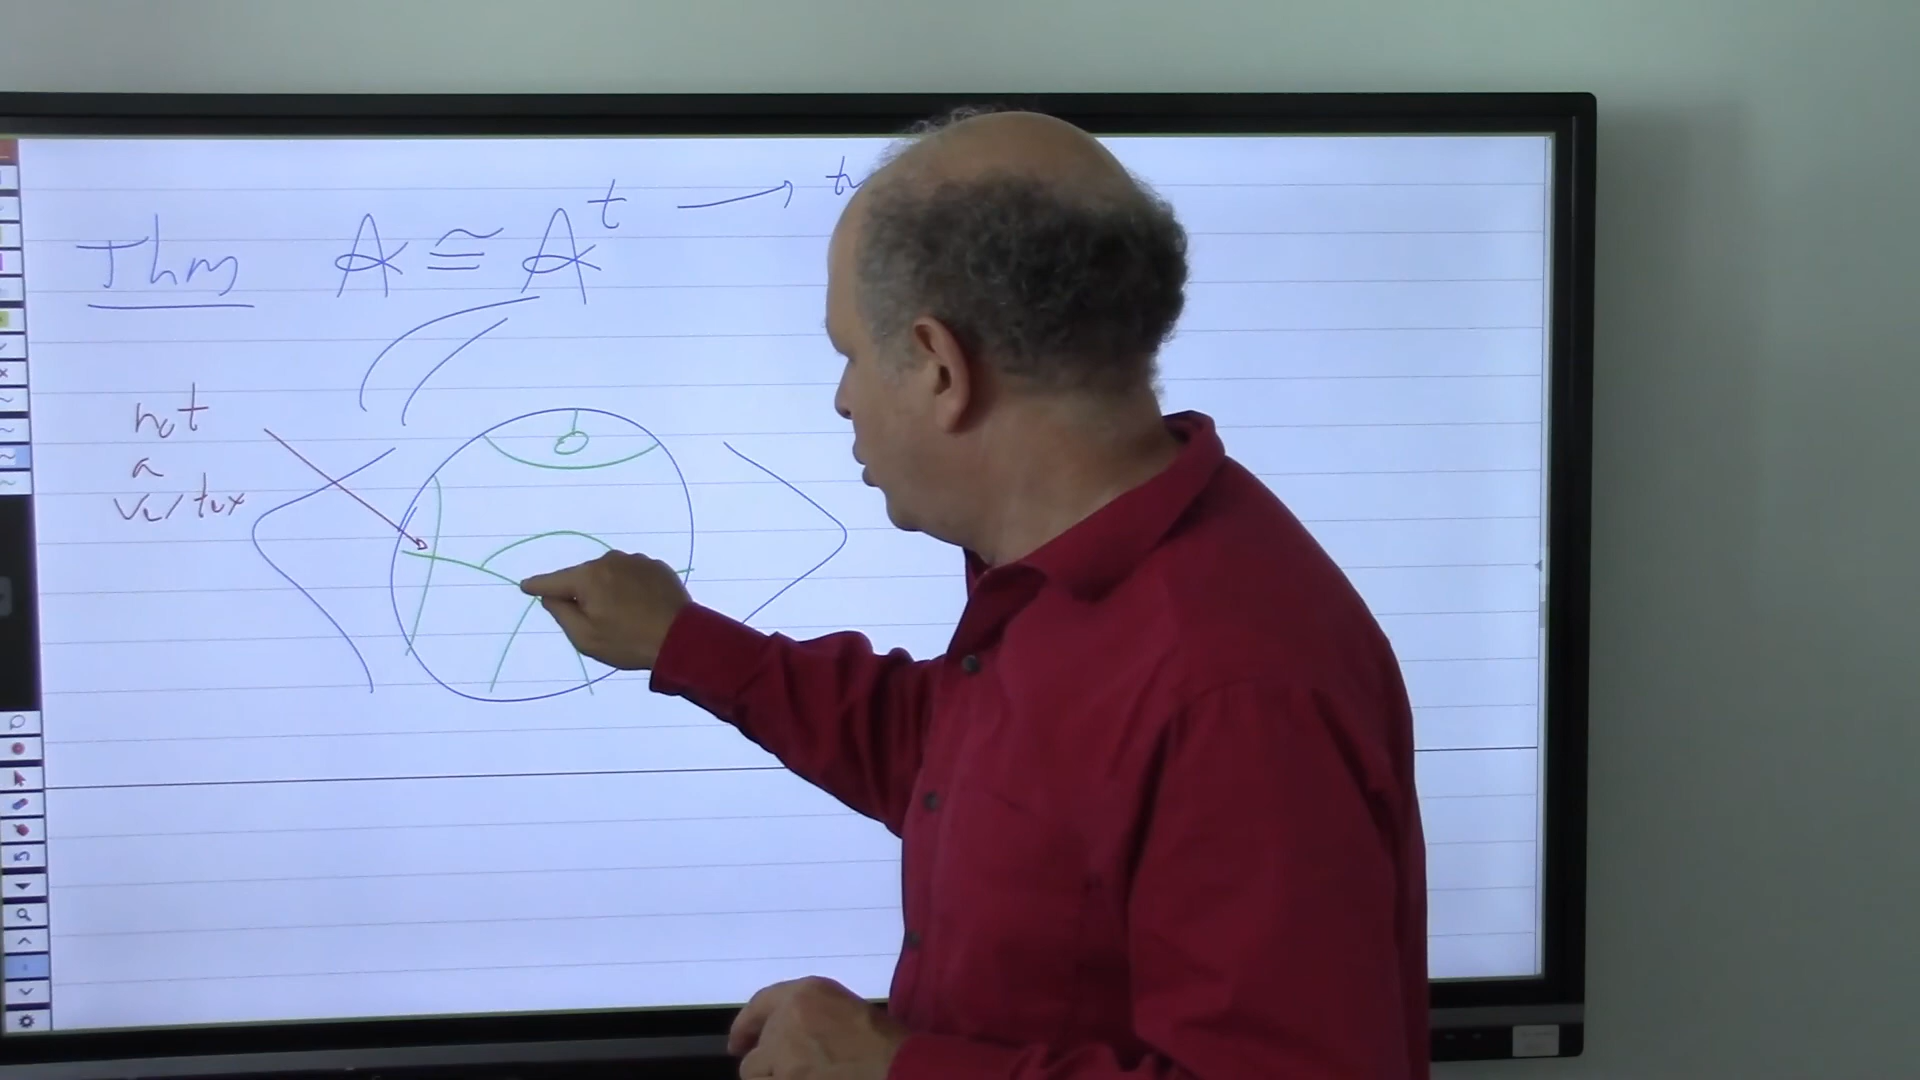 Thm A ≅ A^t →
not
a
vertex